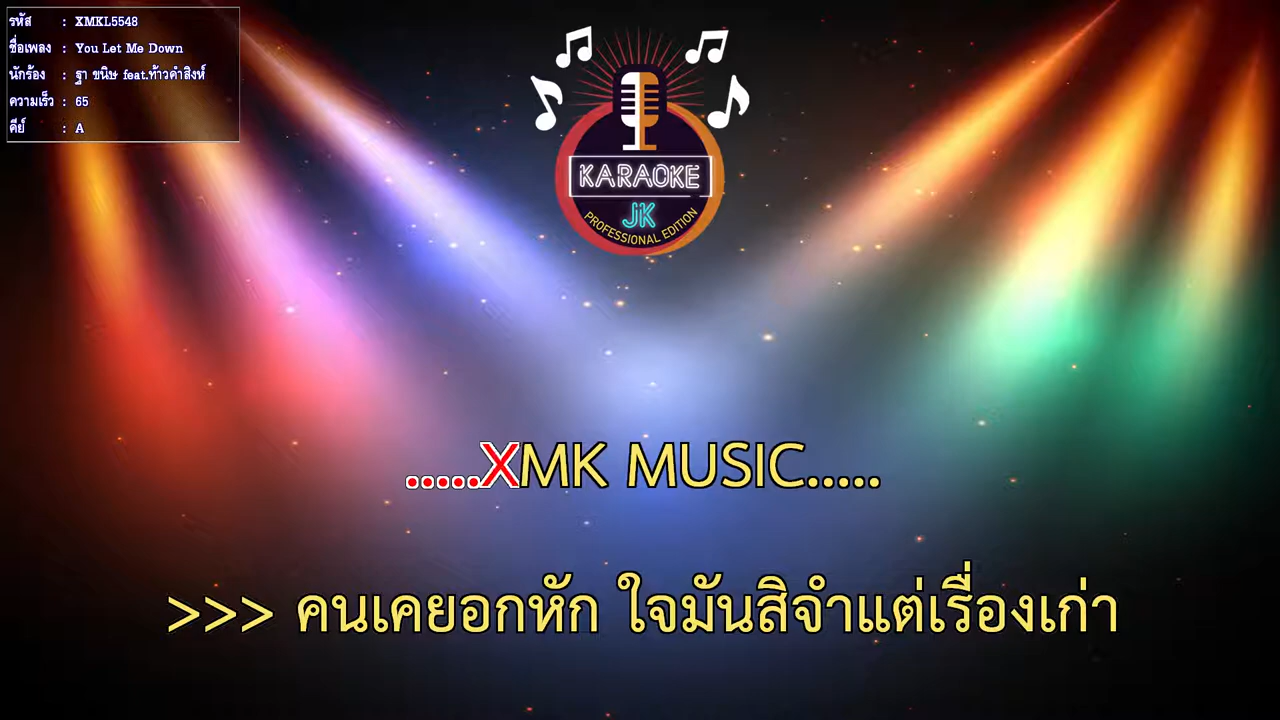 รหัส : XMKL5548
ชื่อเพลง : You Let Me Down
นักร้อง : ฐา ขนิษ feat.ท้าวคำสิงห์
ความเร็ว : 65
คีย์ : A
KARAOKE
JK
PROFESSIONAL EDITION
.....XMK MUSIC.....
>>> คนเคยอกหัก ใจมันสิจำแต่เรื่องเก่า